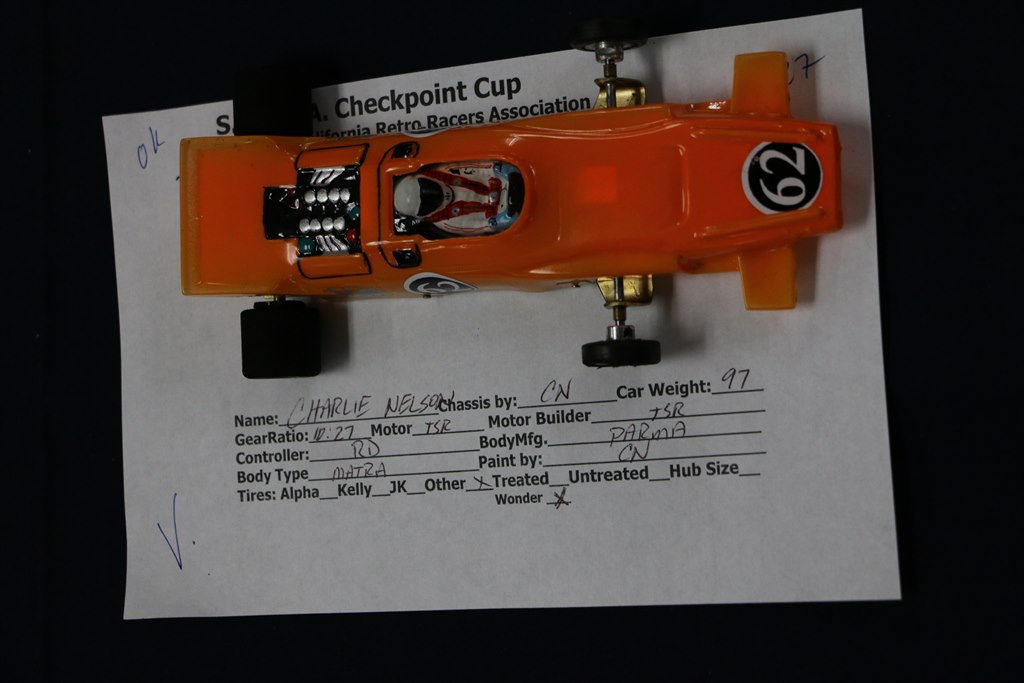 ok
S. A. Checkpoint Cup
lifornia Retro Racers Association
62
62
Name: CHARLIE NELSON Chassis by: CN Car Weight: 97
GearRatio: 10:27 Motor TSR Motor Builder TSR
Controller: RD BodyMfg. PARMA
Body Type MATRA Paint by: CN
Tires: Alpha__Kelly__JK__Other X Treated__Untreated__Hub Size__
Wonder X
V.